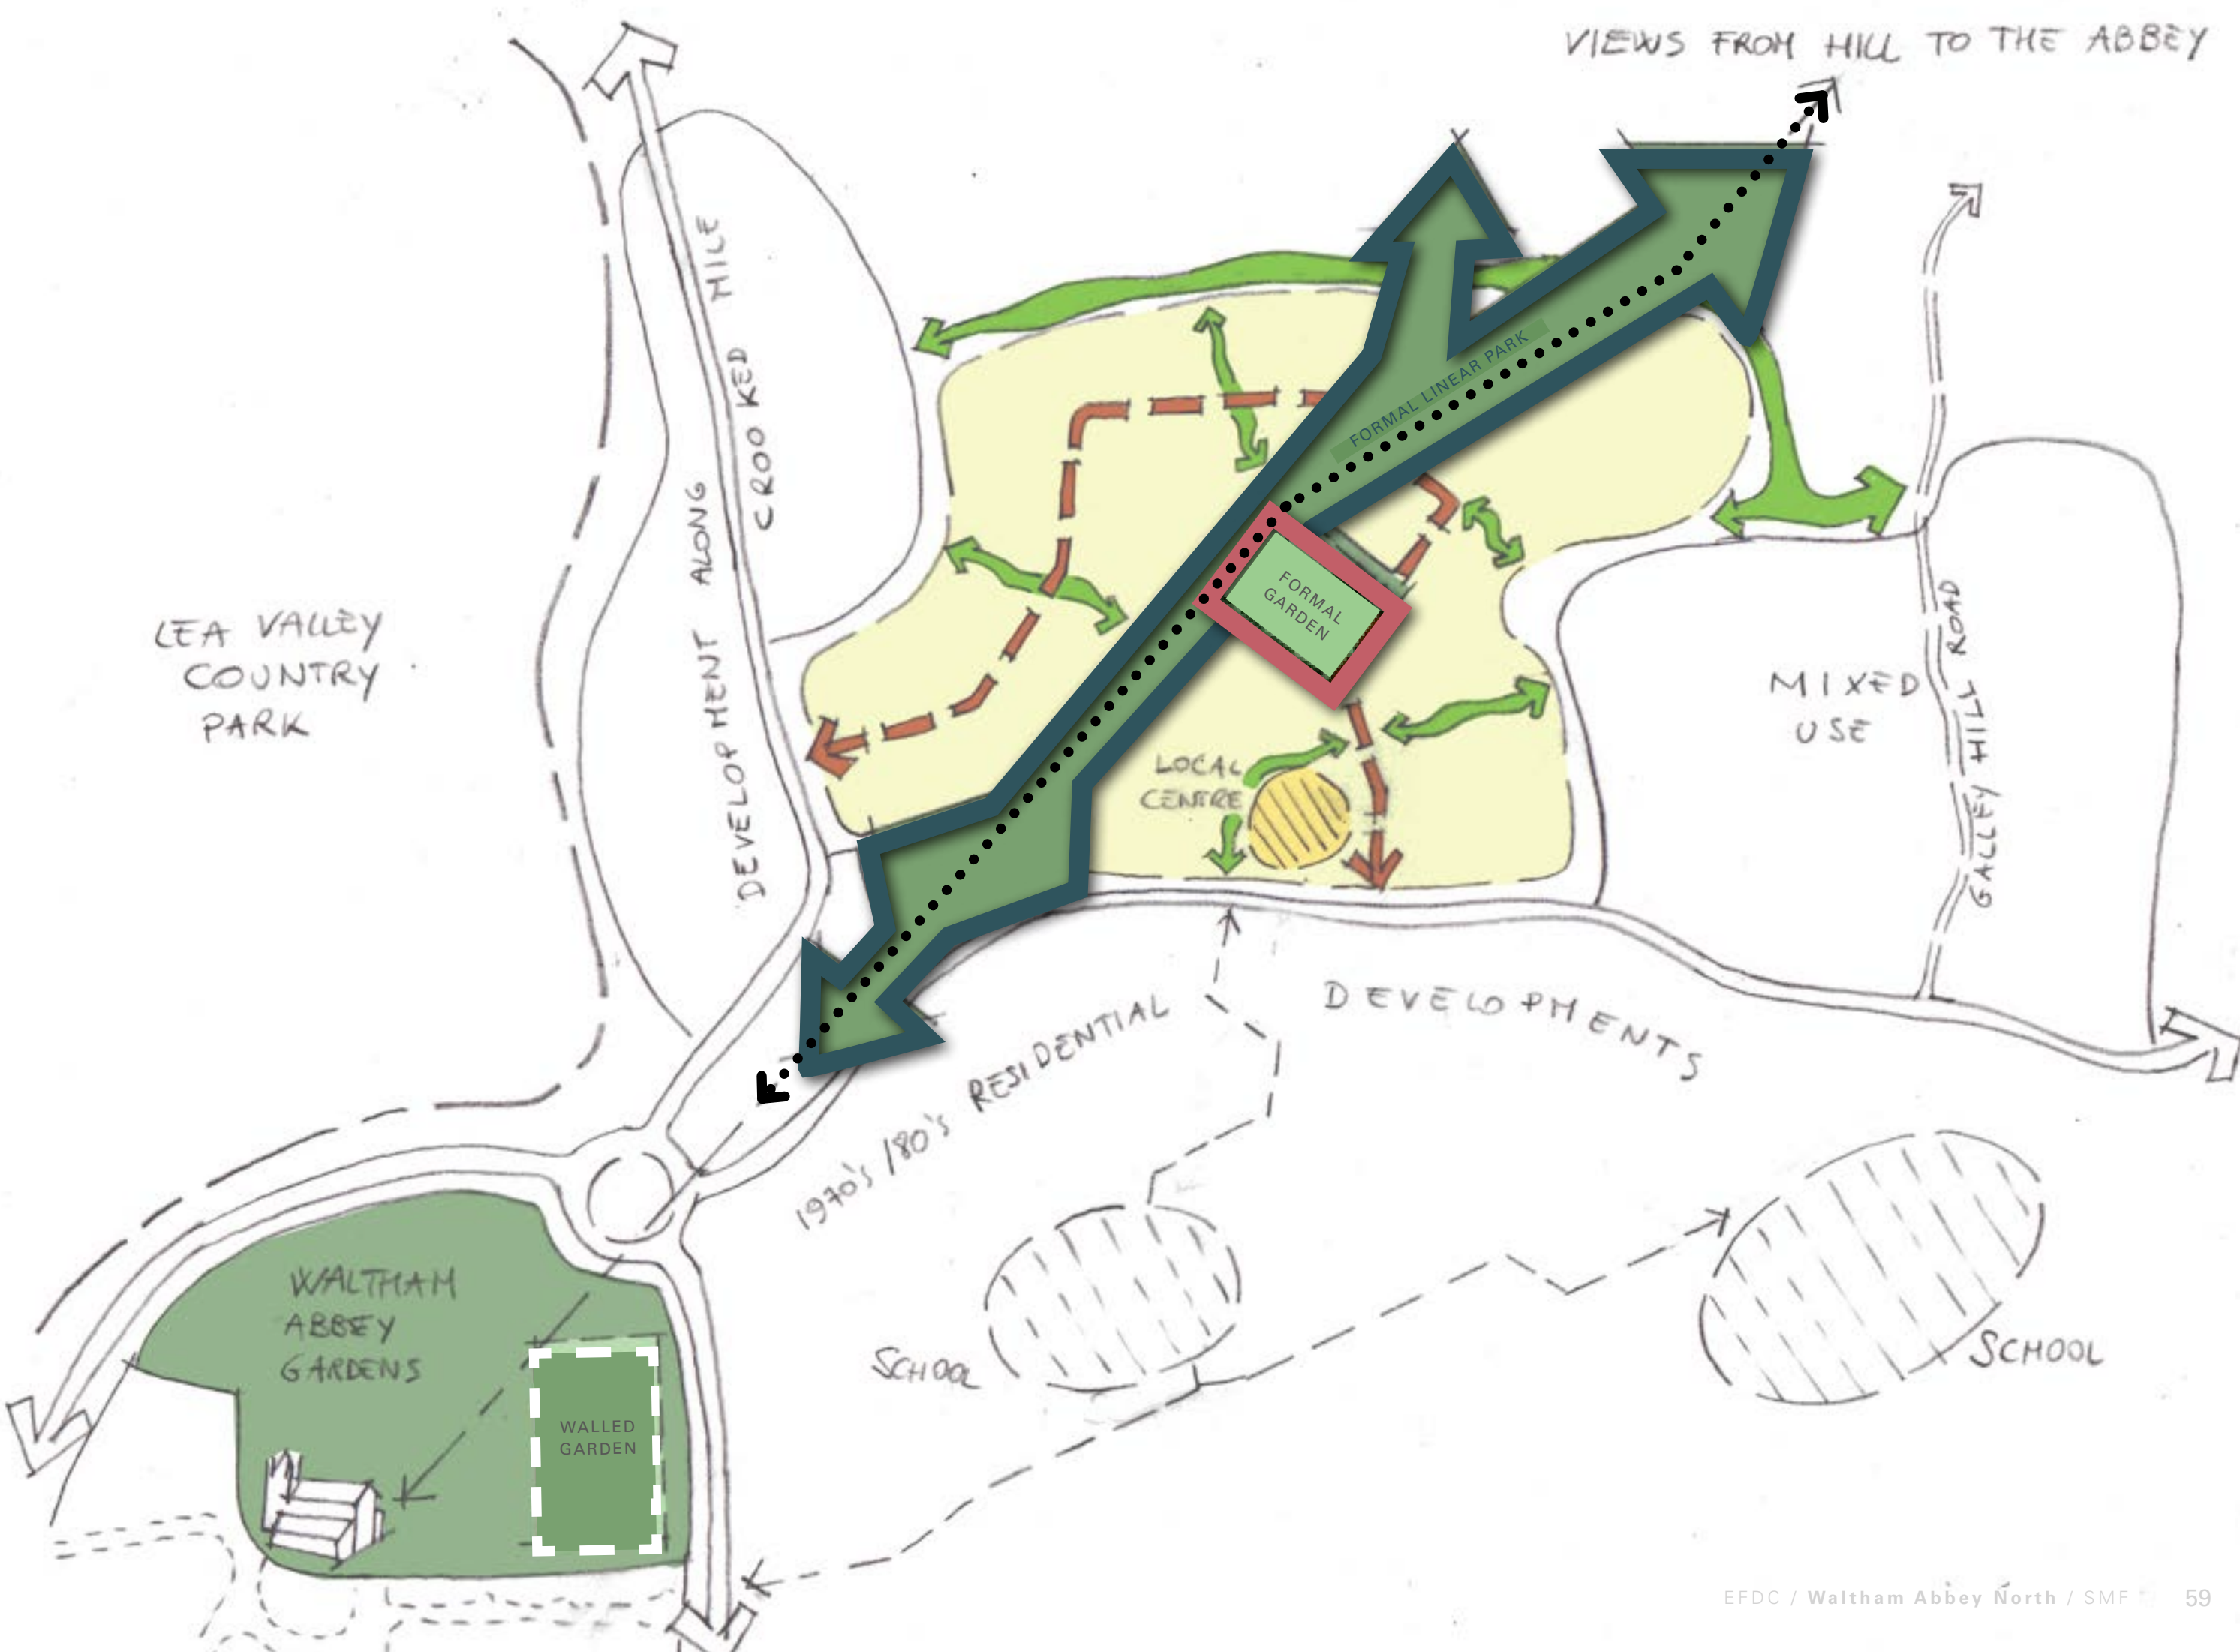 VIEWS FROM HILL TO THE ABBEY
CROOKED MILE
DEVELOPMENT ALONG
FORMAL LINEAR PARK
FORMAL
GARDEN
LEA VALLEY
COUNTRY
PARK
MIXED
USE
GALLEY HILL ROAD
LOCAL
CENTRE
1970's /80's RESIDENTIAL
DEVELOPMENTS
WALTHAM
ABBEY
GARDENS
SCHOOL
SCHOOL
WALLED
GARDEN
EFDC / Waltham Abbey North / SMF 59